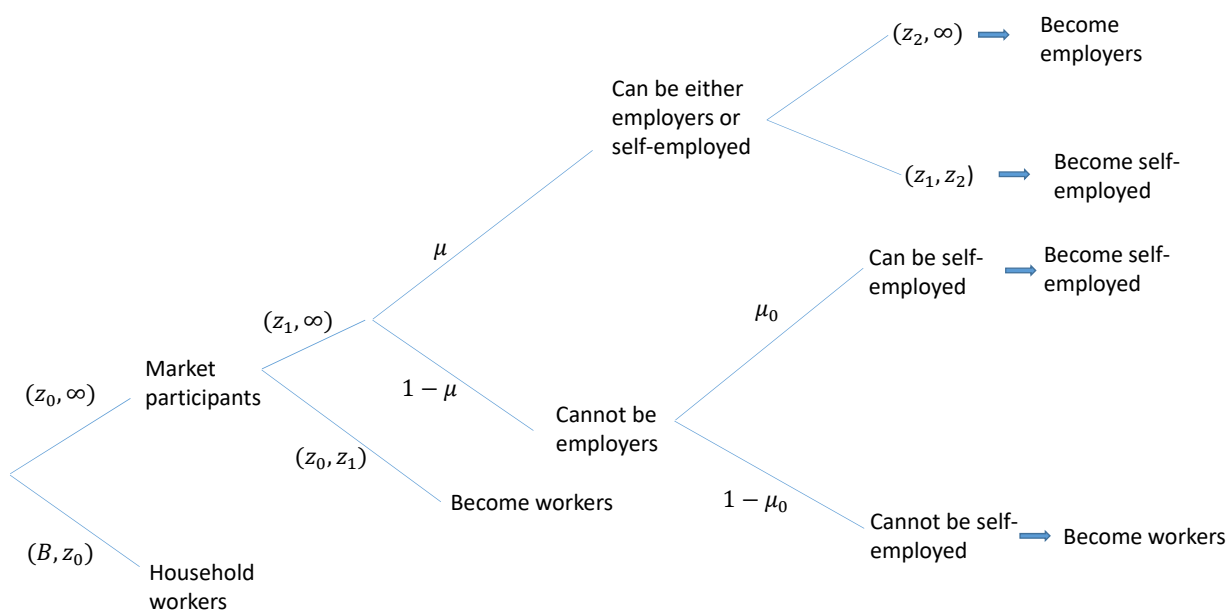 (z₂, ∞)
Become
employers
Can be either
employers or
self-employed
(z₁, z₂)
Become self-
employed
μ
Can be self-
employed
Become self-
employed
μ₀
(z₁, ∞)
Market
participants
(z₀, ∞)
1 − μ
Cannot be
employers
(z₀, z₁)
Become workers
1 − μ₀
Cannot be self-
employed
Become workers
(B, z₀)
Household
workers